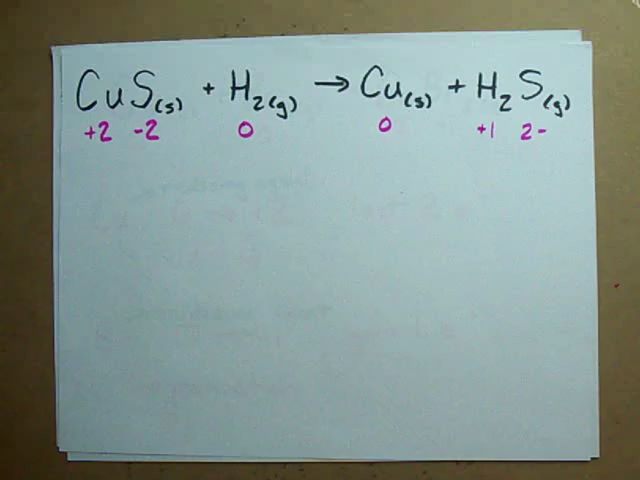 CuS(s) + H2(g) → Cu(s) + H2S(g)
+2 -2 0 0 +1 2-